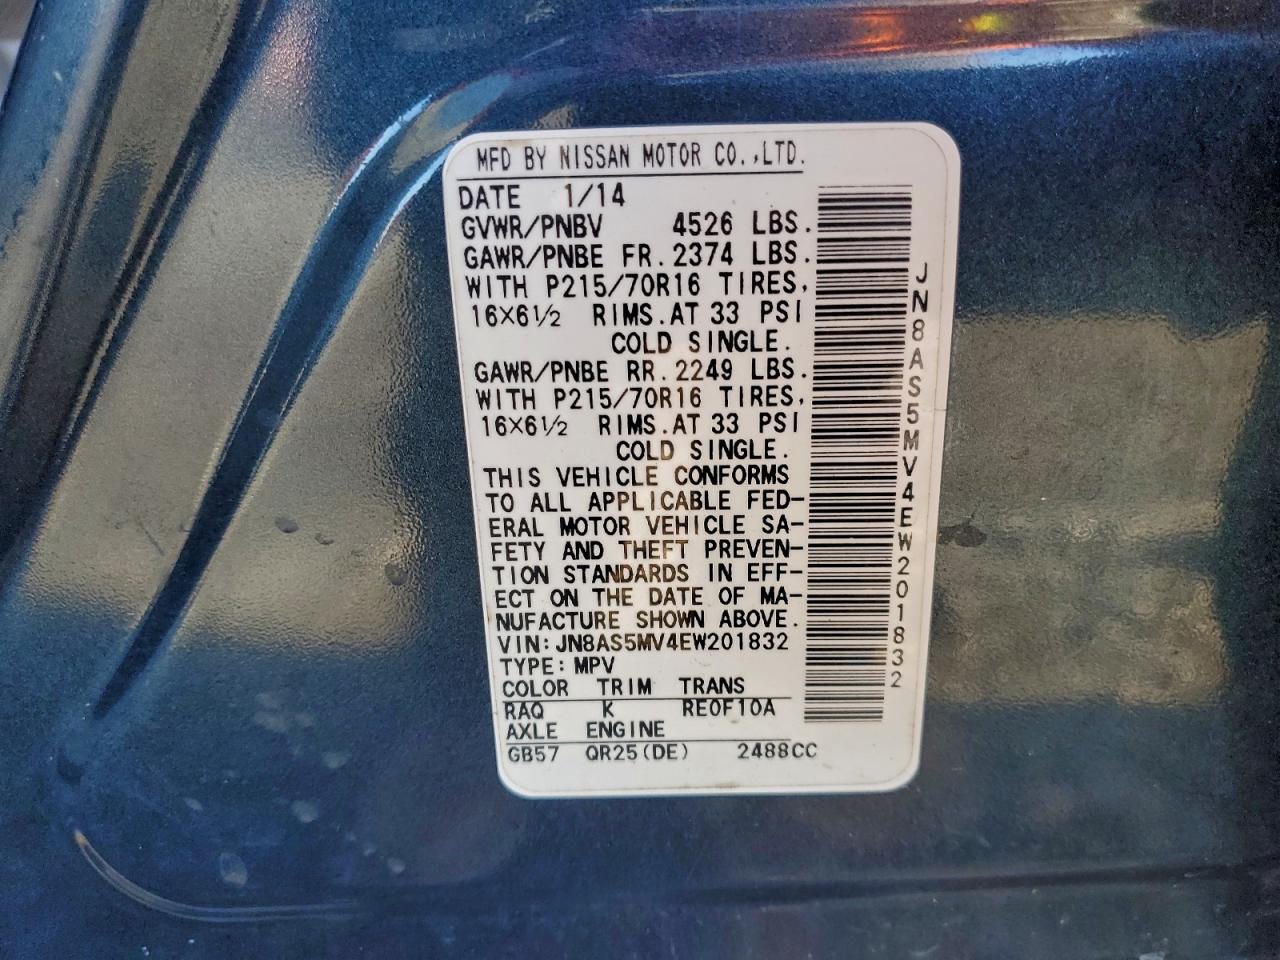 MFD BY NISSAN MOTOR CO.,LTD.
DATE 1/14
GVWR/PNBV 4526 LBS.
GAWR/PNBE FR.2374 LBS.
WITH P215/70R16 TIRES,
16X6½ RIMS.AT 33 PSI
COLD SINGLE.
GAWR/PNBE RR.2249 LBS.
WITH P215/70R16 TIRES,
16X6½ RIMS.AT 33 PSI
COLD SINGLE.
THIS VEHICLE CONFORMS
TO ALL APPLICABLE FED-
ERAL MOTOR VEHICLE SA-
FETY AND THEFT PREVEN-
TION STANDARDS IN EFF-
ECT ON THE DATE OF MA-
NUFACTURE SHOWN ABOVE.
VIN:JN8AS5MV4EW201832
TYPE:MPV
COLOR TRIM TRANS
RAQ K RE0F10A
AXLE ENGINE
GB57 QR25(DE) 2488CC
JN8AS5MV4EW201832